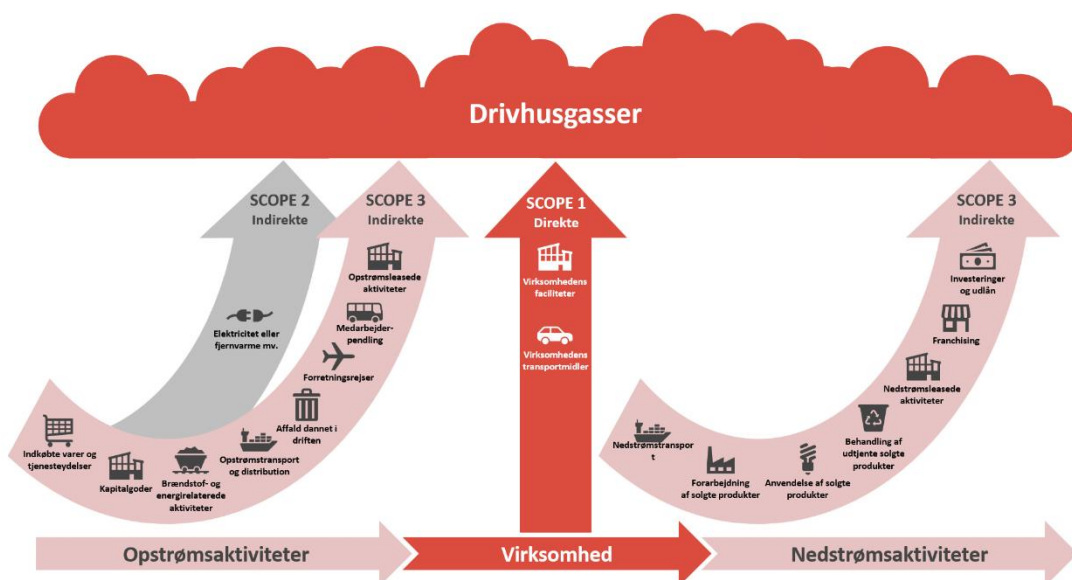 Drivhusgasser
SCOPE 2
Indirekte
Elektricitet eller
fjernvarme mv.
SCOPE 3
Indirekte
Opstrømsleasede
aktiviteter
Medarbejder-
pendling
Forretningsrejser
Affald dannet i
driften
Opstrømstransport
og distribution
Brændstof- og
energirelaterede
aktiviteter
Kapitalgoder
Indkøbte varer og
tjenesteydelser
SCOPE 1
Direkte
Virksomhedens
faciliteter
Virksomhedens
transportmidler
SCOPE 3
Indirekte
Investeringer
og udlån
Franchising
Nedstrømsleasede
aktiviteter
Behandling af
udtjente solgte
produkter
Anvendelse af solgte
produkter
Forarbejdning
af solgte produkter
Nedstrømstranspor
t
Opstrømsaktiviteter
Virksomhed
Nedstrømsaktiviteter